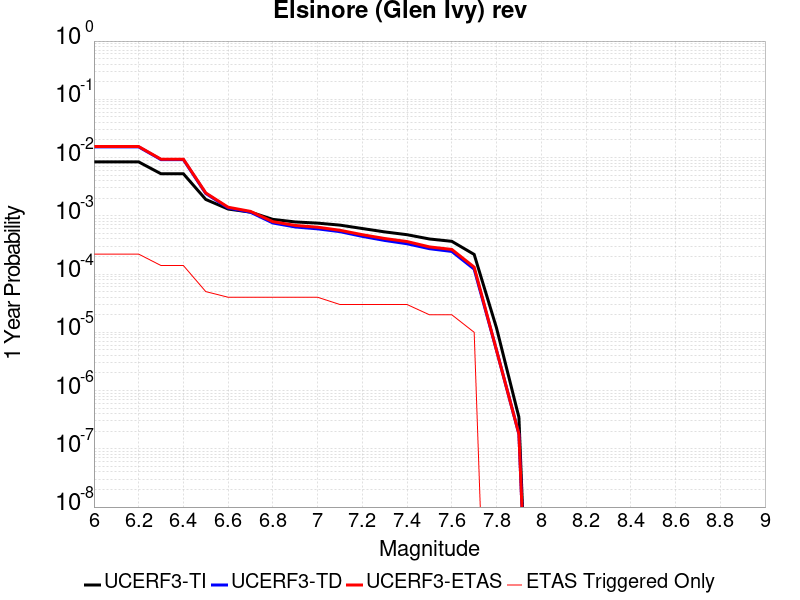 Elsinore (Glen Ivy) rev
10^0
10^-1
10^-2
10^-3
10^-4
10^-5
10^-6
10^-7
10^-8
1 Year Probability
6 6.2 6.4 6.6 6.8 7 7.2 7.4 7.6 7.8 8 8.2 8.4 8.6 8.8 9
Magnitude
UCERF3-TI UCERF3-TD UCERF3-ETAS ETAS Triggered Only